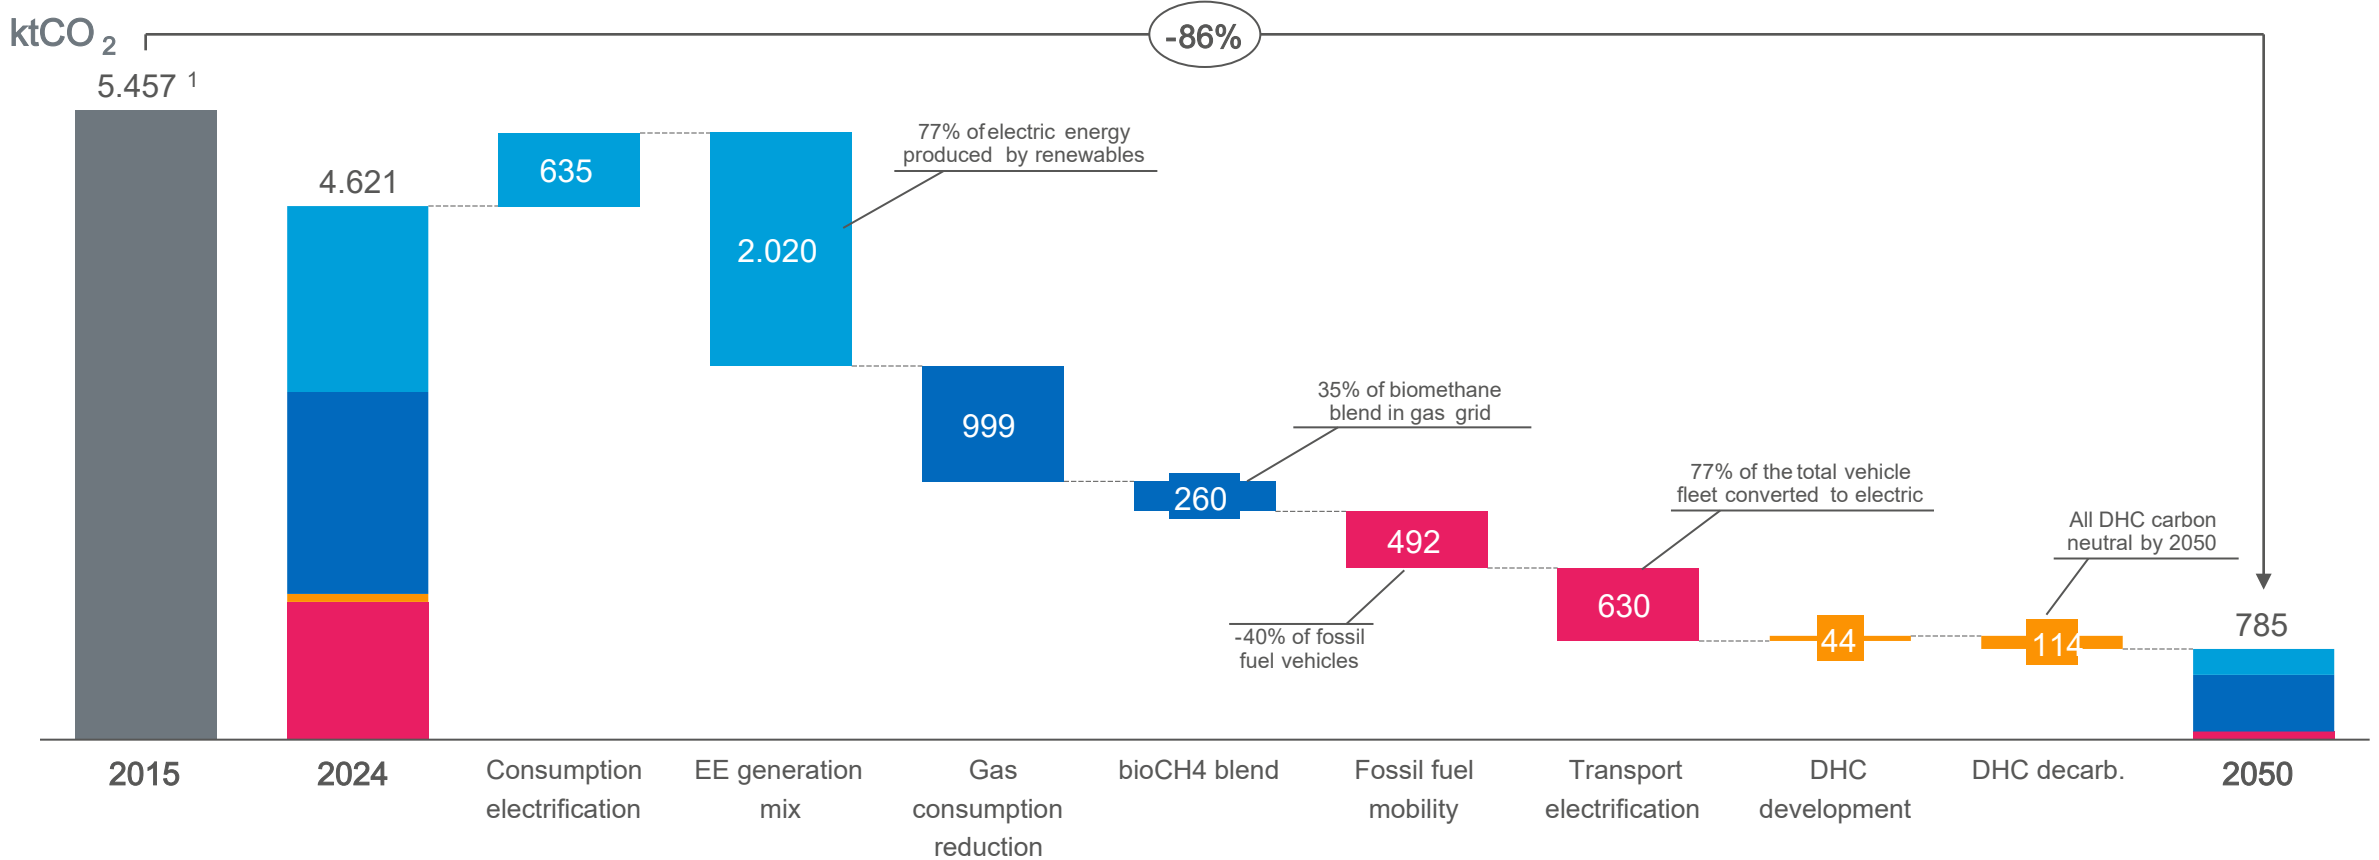 ktCO 2
-86%
5.457 1
4.621
635
2.020
77% of electric energy
produced by renewables
999
260
35% of biomethane
blend in gas grid
492
-40% of fossil
fuel vehicles
630
77% of the total vehicle
fleet converted to electric
44
114
All DHC carbon
neutral by 2050
785
2015
2024
Consumption
electrification
EE generation
mix
Gas
consumption
reduction
bioCH4 blend
Fossil fuel
mobility
Transport
electrification
DHC
development
DHC decarb.
2050